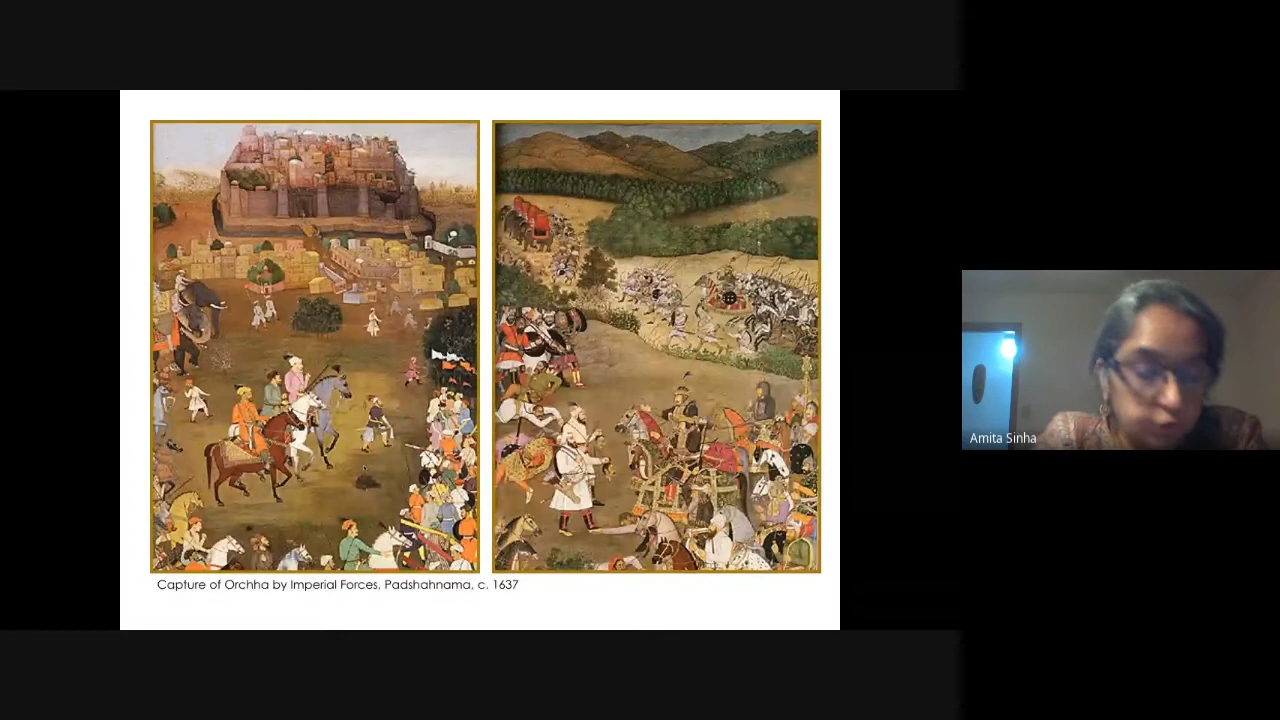 Capture of Orchha by Imperial Forces, Padshahnama, c. 1637
Amita Sinha